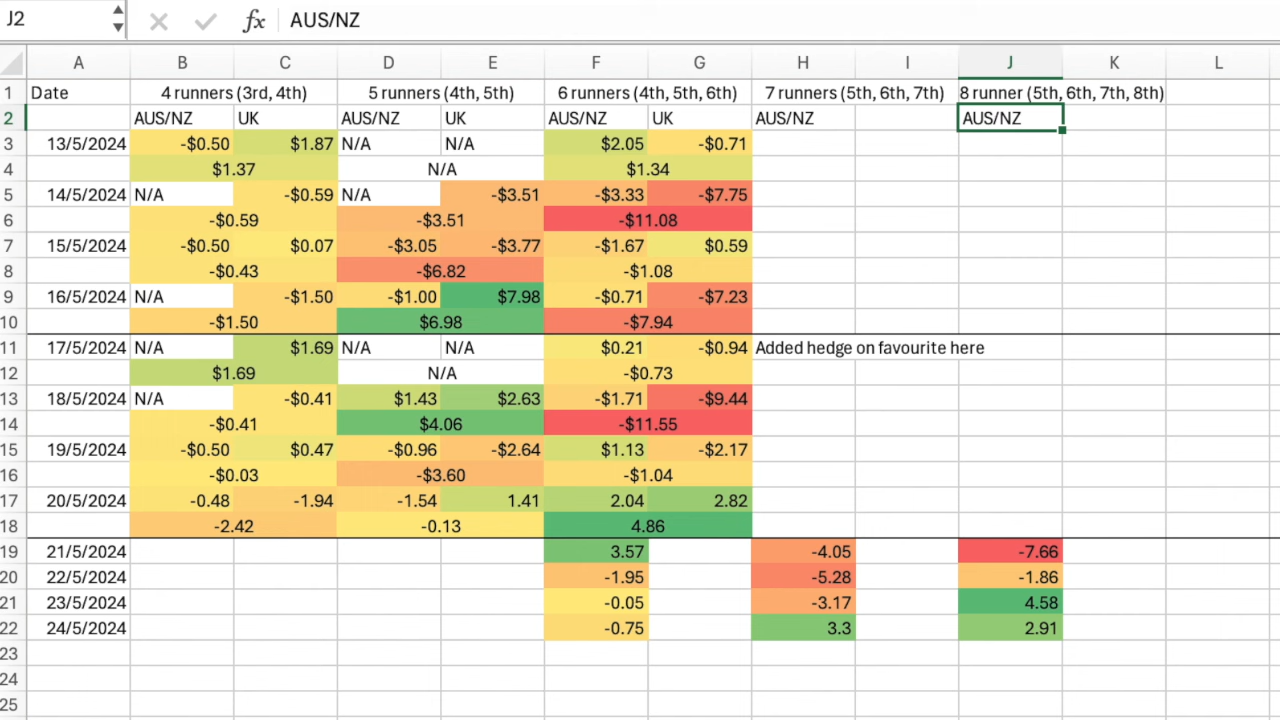 J2 fx AUS/NZ
A B C D E F G H I J K L
1 Date 4 runners (3rd, 4th) 5 runners (4th, 5th) 6 runners (4th, 5th, 6th) 7 runners (5th, 6th, 7th) 8 runner (5th, 6th, 7th, 8th)
2 AUS/NZ UK AUS/NZ UK AUS/NZ UK AUS/NZ AUS/NZ
3 13/5/2024 -$0.50 $1.87 N/A N/A $2.05 -$0.71
4 $1.37 N/A $1.34
5 14/5/2024 N/A -$0.59 N/A -$3.51 -$3.33 -$7.75
6 -$0.59 -$3.51 -$11.08
7 15/5/2024 -$0.50 $0.07 -$3.05 -$3.77 -$1.67 $0.59
8 -$0.43 -$6.82 -$1.08
9 16/5/2024 N/A -$1.50 -$1.00 $7.98 -$0.71 -$7.23
10 -$1.50 $6.98 -$7.94
11 17/5/2024 N/A $1.69 N/A N/A $0.21 -$0.94 Added hedge on favourite here
12 $1.69 N/A -$0.73
13 18/5/2024 N/A -$0.41 $1.43 $2.63 -$1.71 -$9.44
14 -$0.41 $4.06 -$11.55
15 19/5/2024 -$0.50 $0.47 -$0.96 -$2.64 $1.13 -$2.17
16 -$0.03 -$3.60 -$1.04
17 20/5/2024 -0.48 -1.94 -1.54 1.41 2.04 2.82
18 -2.42 -0.13 4.86
19 21/5/2024 3.57 -4.05 -7.66
20 22/5/2024 -1.95 -5.28 -1.86
21 23/5/2024 -0.05 -3.17 4.58
22 24/5/2024 -0.75 3.3 2.91
23
24
25